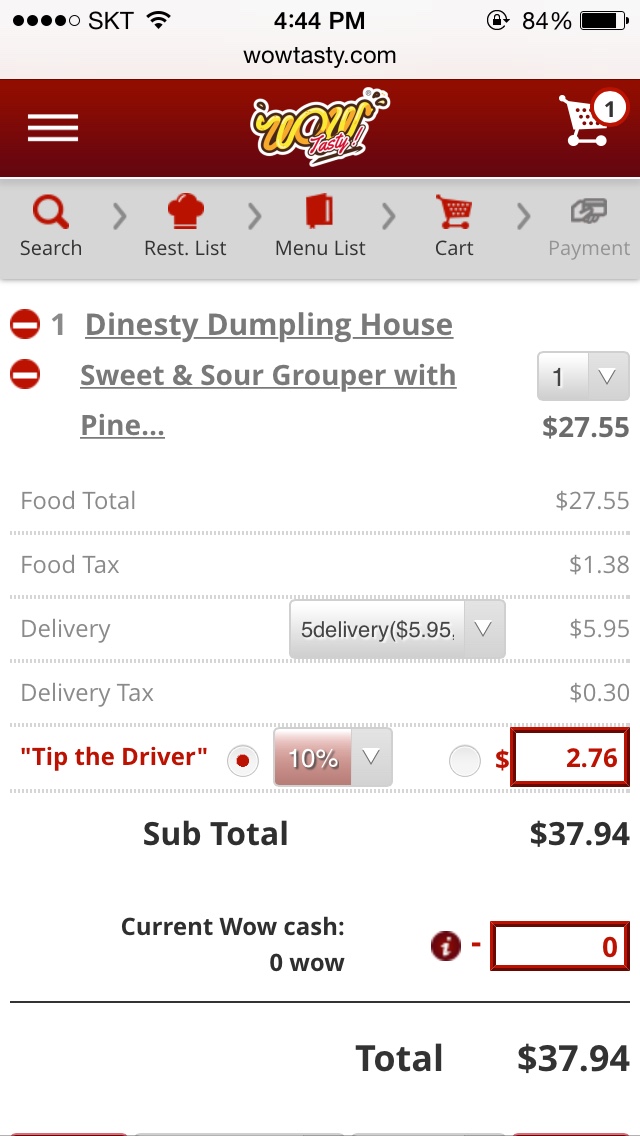 SKT 4:44 PM 84%
wowtasty.com
WOW Tasty! ® 1
Search Rest. List Menu List Cart Payment
1 Dinesty Dumpling House
Sweet & Sour Grouper with 1
Pine... $27.55
Food Total $27.55
Food Tax $1.38
Delivery 5delivery($5.95, $5.95
Delivery Tax $0.30
"Tip the Driver" 10% $ 2.76
Sub Total $37.94
Current Wow cash:
0 wow i - 0
Total $37.94